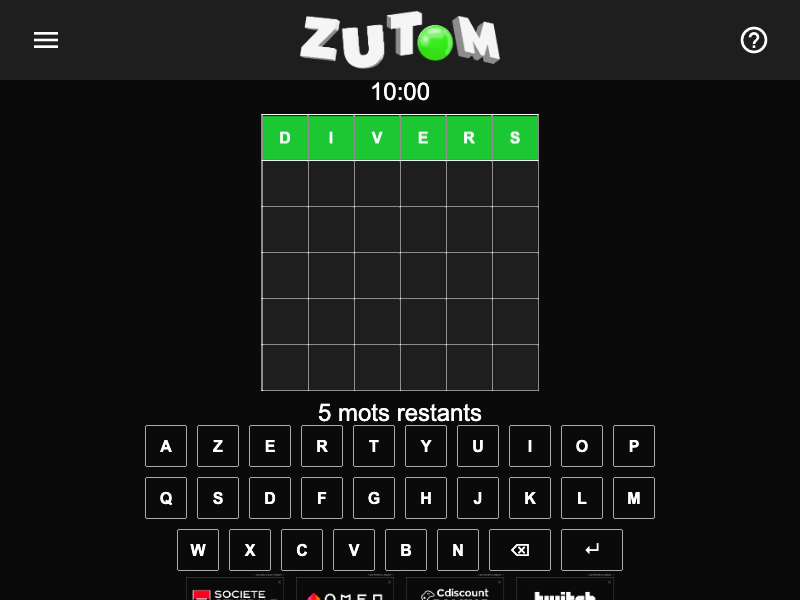 ZUTOM
10:00
D I V E R S
5 mots restants
A Z E R T Y U I O P
Q S D F G H J K L M
W X C V B N
SOCIETE OMEN Cdiscount twitch